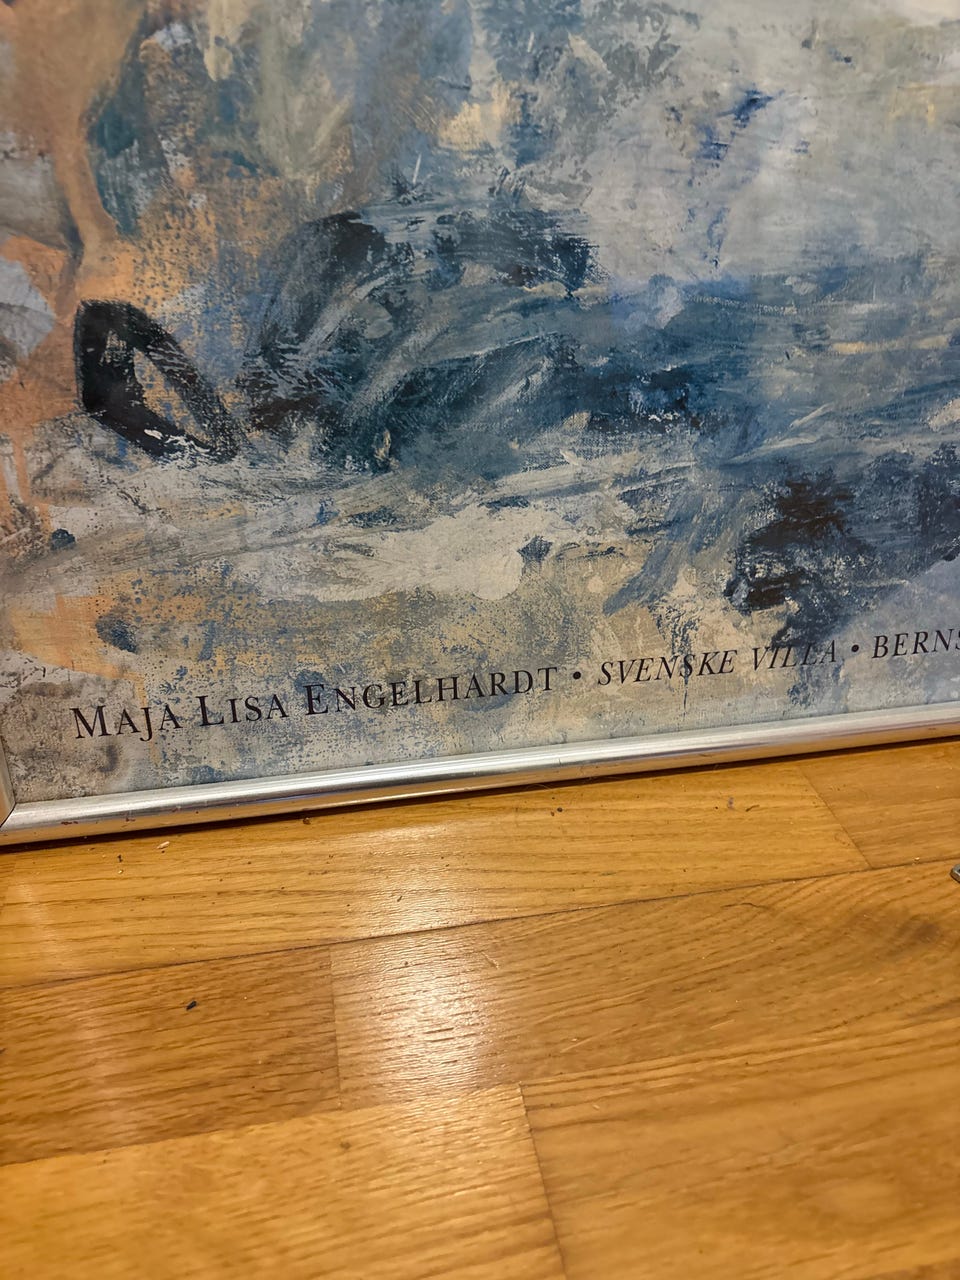 MAJA LISA ENGELHARDT • SVENSKE VILLA • BERNS